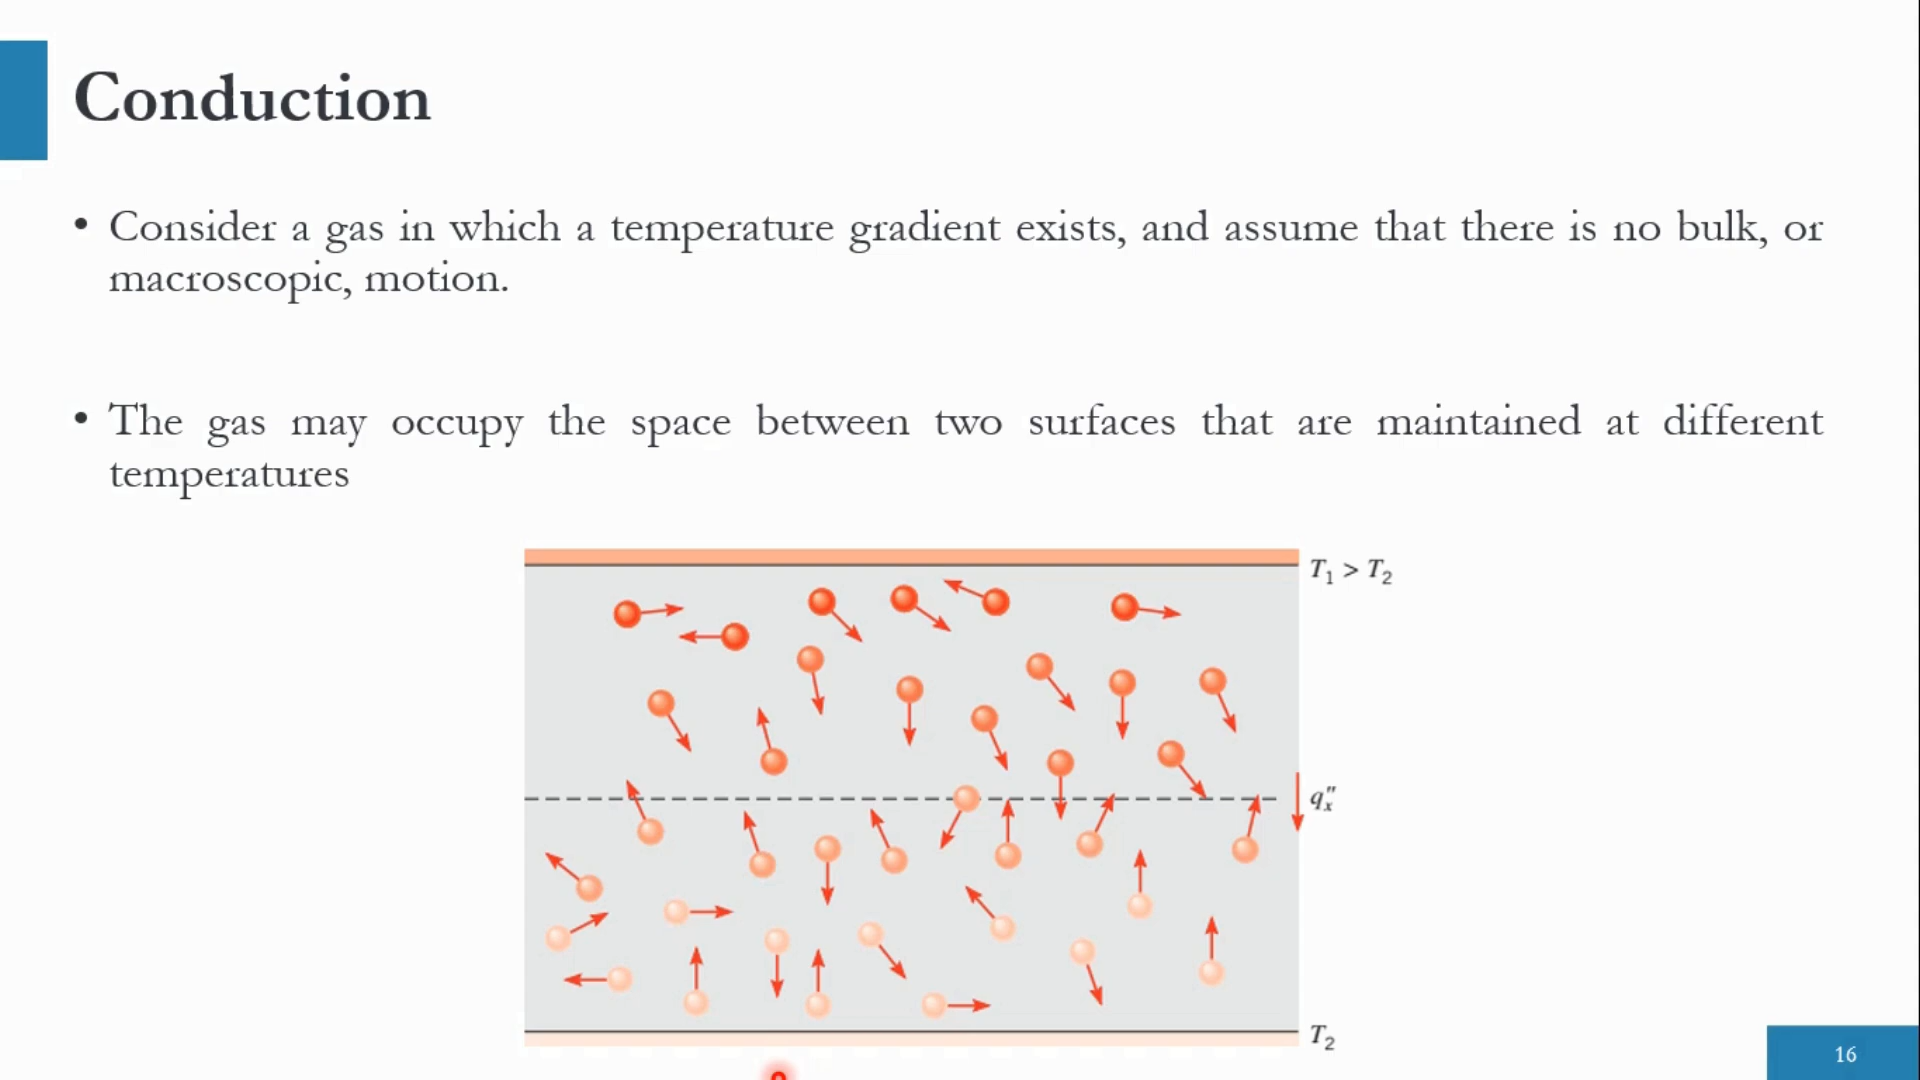 Conduction
• Consider a gas in which a temperature gradient exists, and assume that there is no bulk, or
macroscopic, motion.
• The gas may occupy the space between two surfaces that are maintained at different
temperatures
T₁ > T₂
q″ₓ
T₂
16